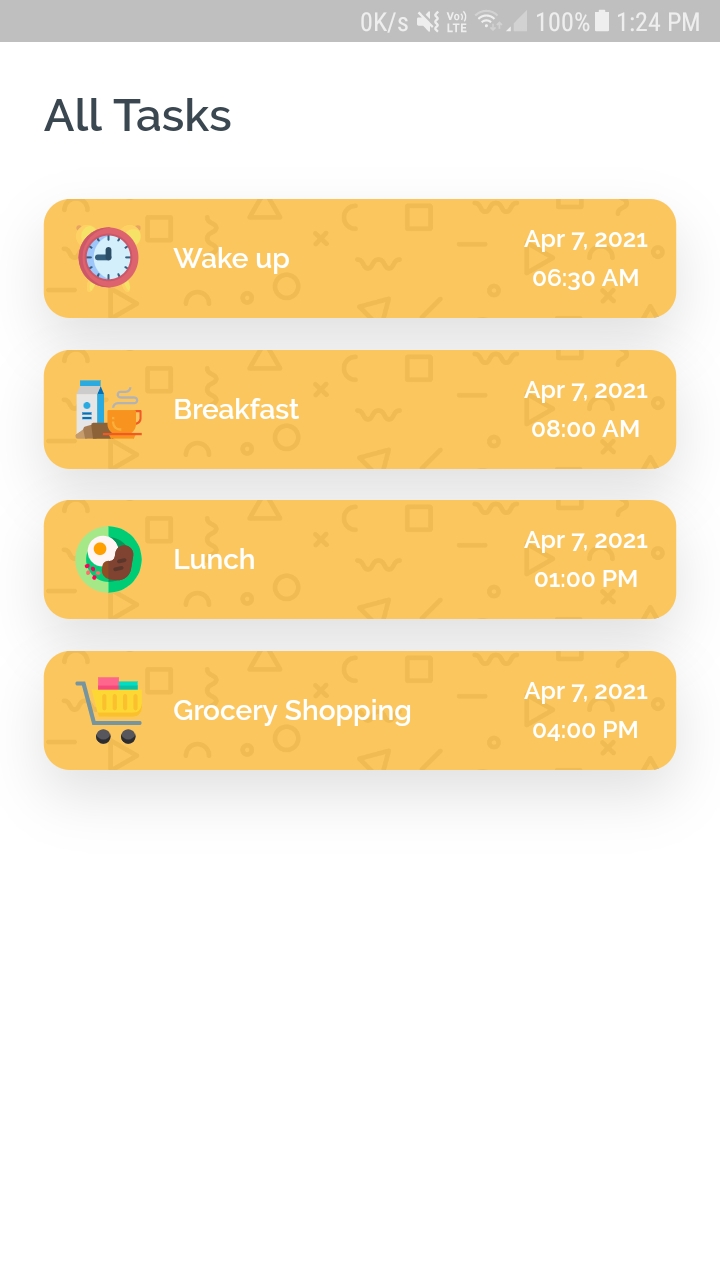 0K/s Vo) LTE 100% 1:24 PM
All Tasks
Wake up
Apr 7, 2021
06:30 AM
Breakfast
Apr 7, 2021
08:00 AM
Lunch
Apr 7, 2021
01:00 PM
Grocery Shopping
Apr 7, 2021
04:00 PM